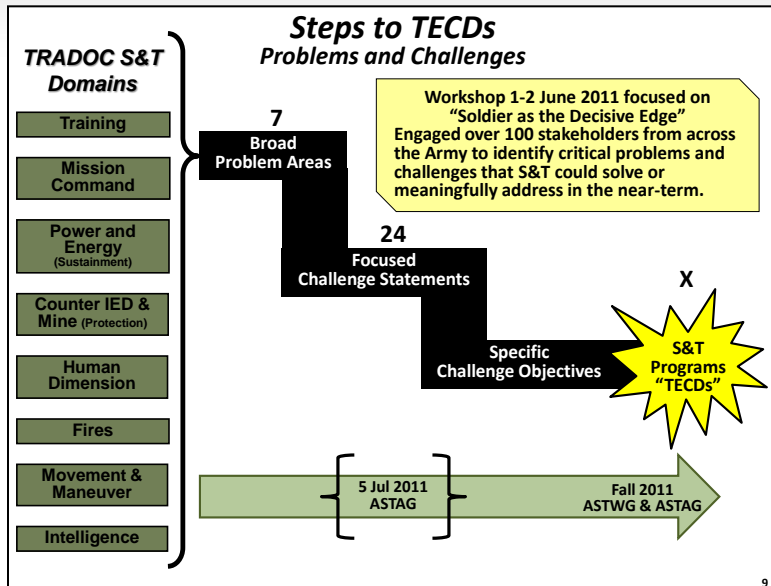 Steps to TECDs
Problems and Challenges
TRADOC S&T
Domains
Training
Mission
Command
Power and
Energy
(Sustainment)
Counter IED &
Mine (Protection)
Human
Dimension
Fires
Movement &
Maneuver
Intelligence
Workshop 1-2 June 2011 focused on
“Soldier as the Decisive Edge”
Engaged over 100 stakeholders from across
the Army to identify critical problems and
challenges that S&T could solve or
meaningfully address in the near-term.
7
Broad
Problem Areas
24
Focused
Challenge Statements
Specific
Challenge Objectives
X
S&T
Programs
“TECDs”
5 Jul 2011
ASTAG
Fall 2011
ASTWG & ASTAG
9